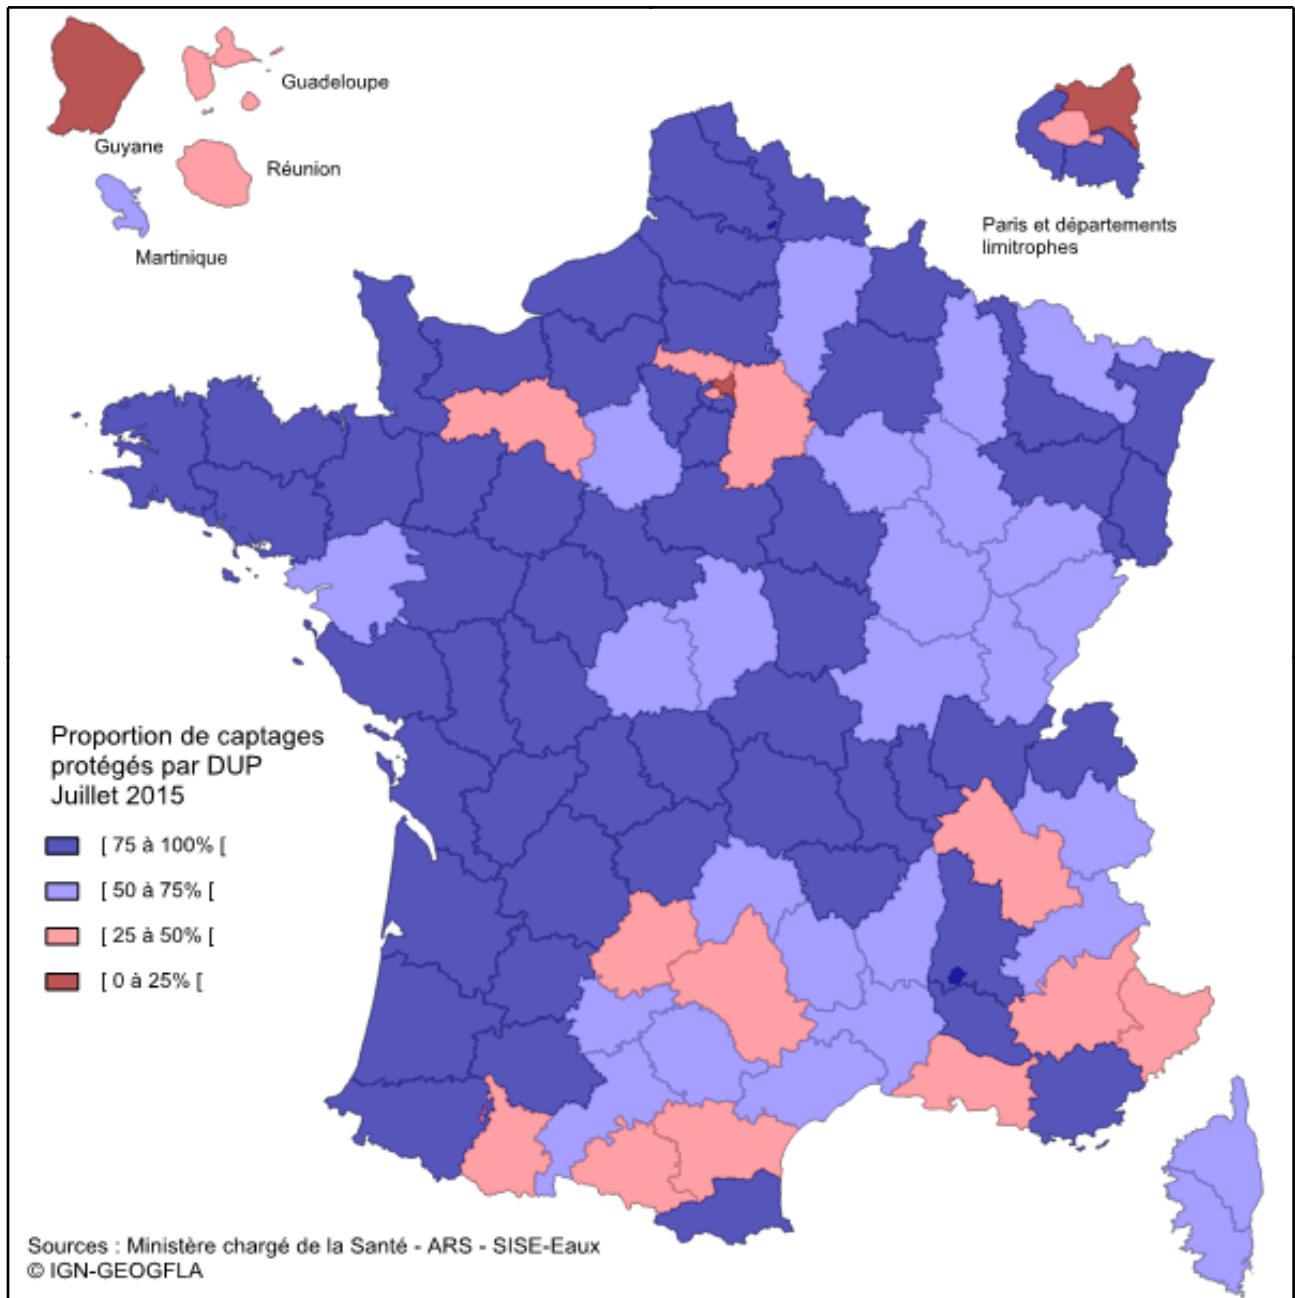 Guadeloupe
Guyane
Réunion
Martinique
Paris et départements
limitrophes
Proportion de captages
protégés par DUP
Juillet 2015
[ 75 à 100% [
[ 50 à 75% [
[ 25 à 50% [
[ 0 à 25% [
Sources : Ministère chargé de la Santé - ARS - SISE-Eaux
© IGN-GEOGFLA